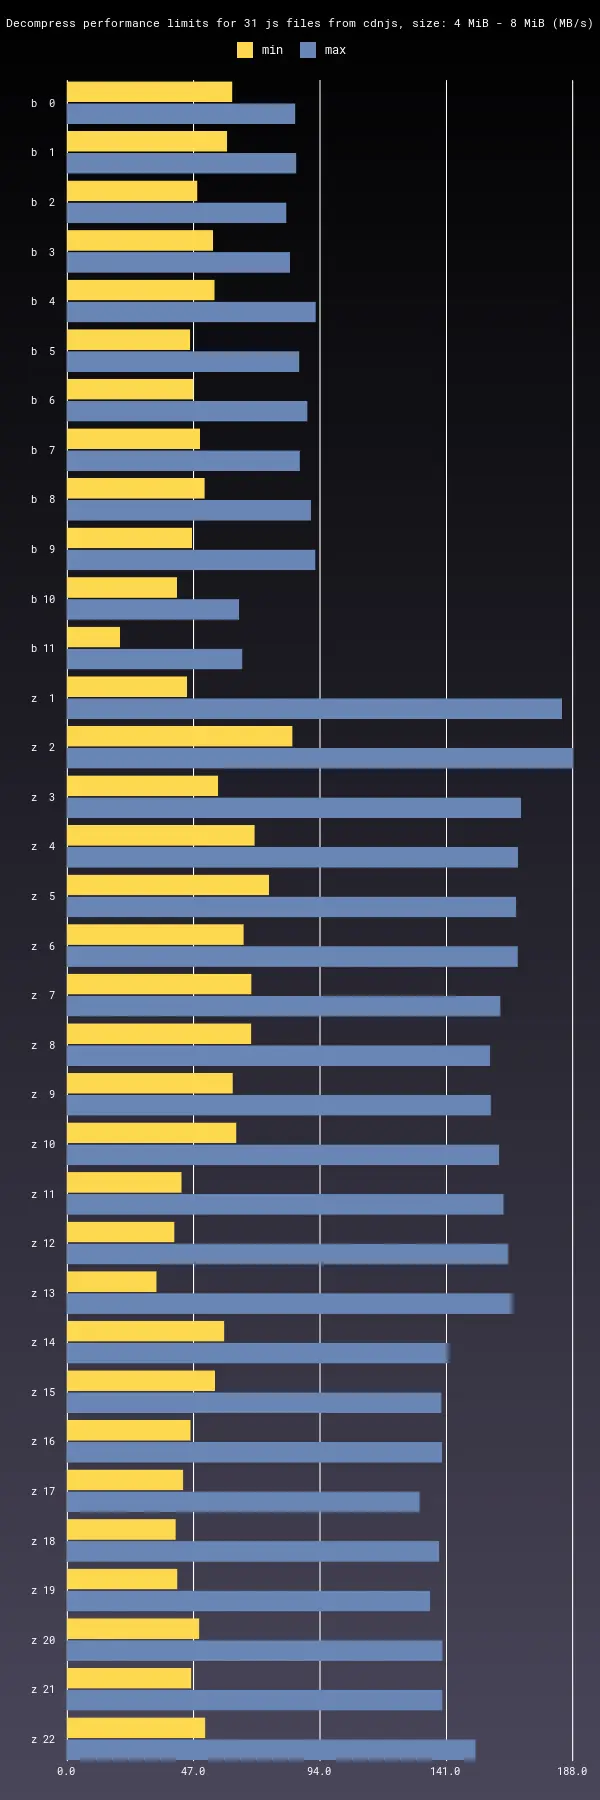 Decompress performance limits for 31 js files from cdnjs, size: 4 MiB - 8 MiB (MB/s)
min max
b 0
b 1
b 2
b 3
b 4
b 5
b 6
b 7
b 8
b 9
b 10
b 11
z 1
z 2
z 3
z 4
z 5
z 6
z 7
z 8
z 9
z 10
z 11
z 12
z 13
z 14
z 15
z 16
z 17
z 18
z 19
z 20
z 21
z 22
0.0 47.0 94.0 141.0 188.0